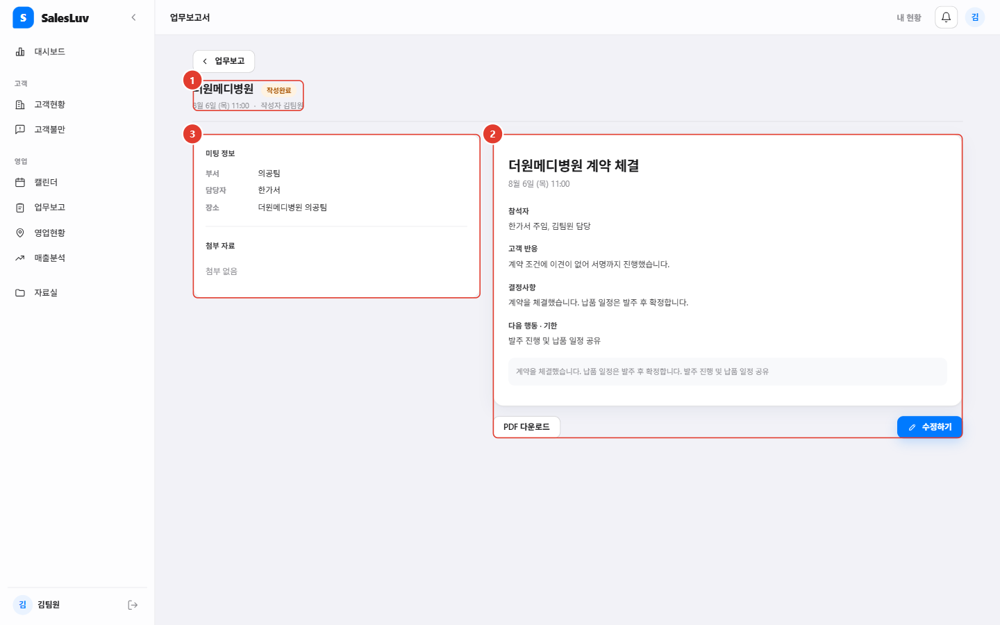 S SalesLuv
대시보드
고객
고객현황
고객불만
영업
캘린더
업무보고
영업현황
매출분석
자료실
김 김팀원
업무보고서
내 현황
김
업무보고
1
더원메디병원 작성완료
8월 6일 (목) 11:00 · 작성자 김팀원
3
미팅 정보
부서 의공팀
담당자 한가서
장소 더원메디병원 의공팀
첨부 자료
첨부 없음
2
더원메디병원 계약 체결
8월 6일 (목) 11:00
참석자
한가서 주임, 김팀원 담당
고객 반응
계약 조건에 이견이 없어 서명까지 진행했습니다.
결정사항
계약을 체결했습니다. 납품 일정은 발주 후 확정합니다.
다음 행동 · 기한
발주 진행 및 납품 일정 공유
계약을 체결했습니다. 납품 일정은 발주 후 확정합니다. 발주 진행 및 납품 일정 공유
PDF 다운로드
수정하기